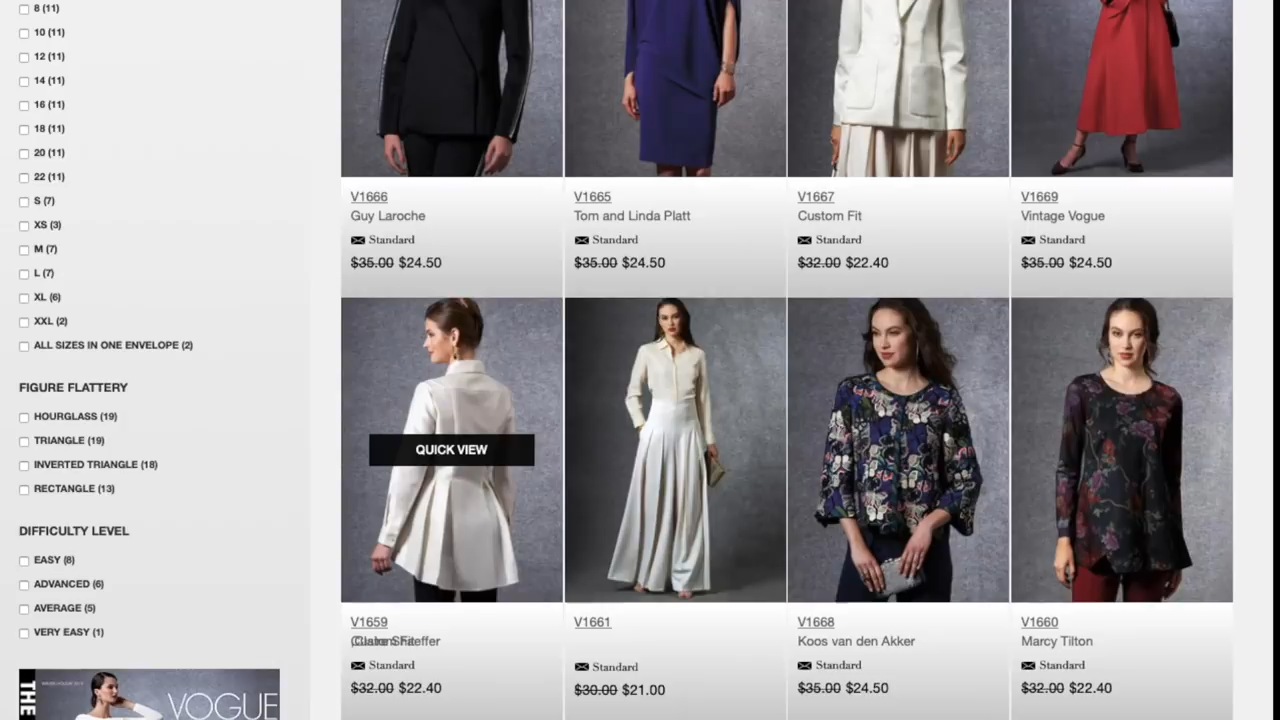 8 (11)
10 (11)
12 (11)
14 (11)
16 (11)
18 (11)
20 (11)
22 (11)
S (7)
XS (3)
M (7)
L (7)
XL (6)
XXL (2)
ALL SIZES IN ONE ENVELOPE (2)
FIGURE FLATTERY
HOURGLASS (19)
TRIANGLE (19)
INVERTED TRIANGLE (18)
RECTANGLE (13)
DIFFICULTY LEVEL
EASY (8)
ADVANCED (6)
AVERAGE (5)
VERY EASY (1)
THE
VOGUE
V1666
Guy Laroche
Standard
$35.00 $24.50
V1665
Tom and Linda Platt
Standard
$35.00 $24.50
V1667
Custom Fit
Standard
$32.00 $22.40
V1669
Vintage Vogue
Standard
$35.00 $24.50
QUICK VIEW
V1659
Standard
$32.00 $22.40
V1661
Standard
$30.00 $21.00
V1668
Koos van den Akker
Standard
$35.00 $24.50
V1660
Marcy Tilton
Standard
$32.00 $22.40